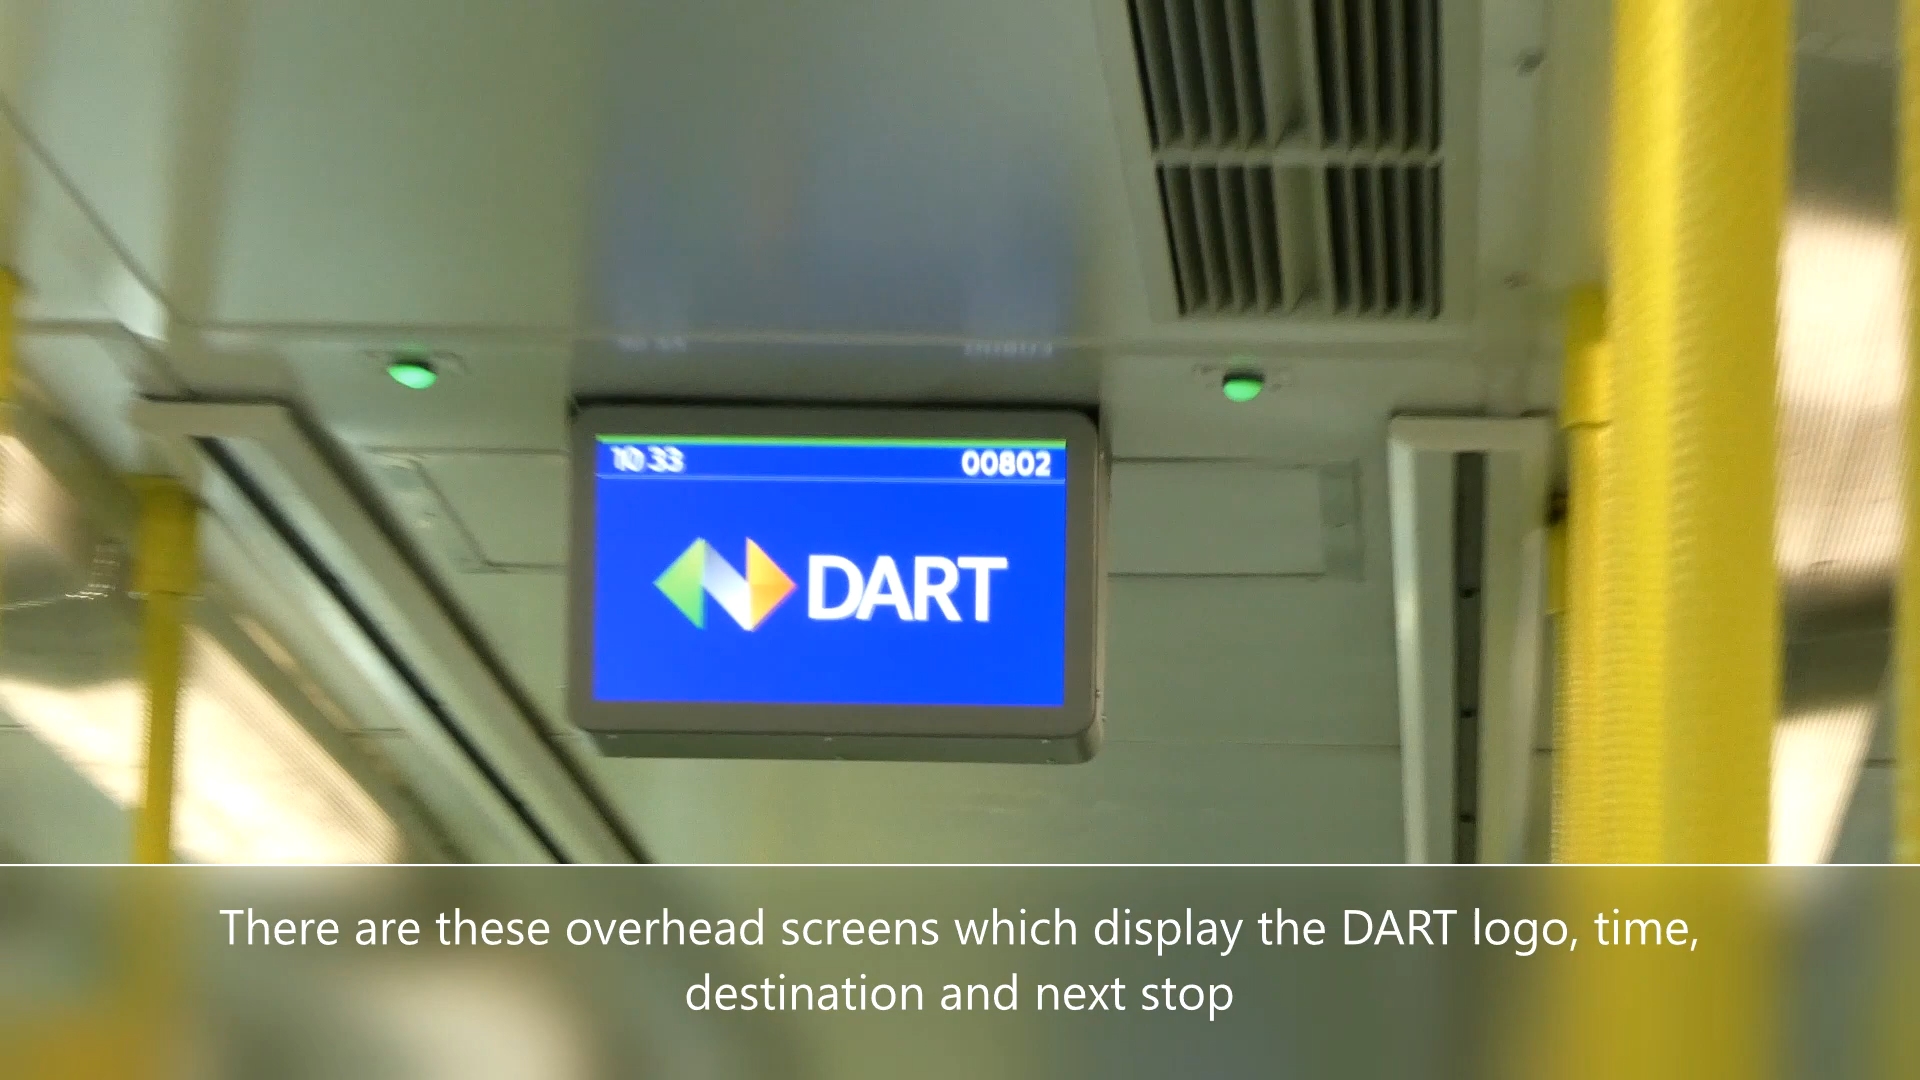 10 33
00802
DART
There are these overhead screens which display the DART logo, time,
destination and next stop